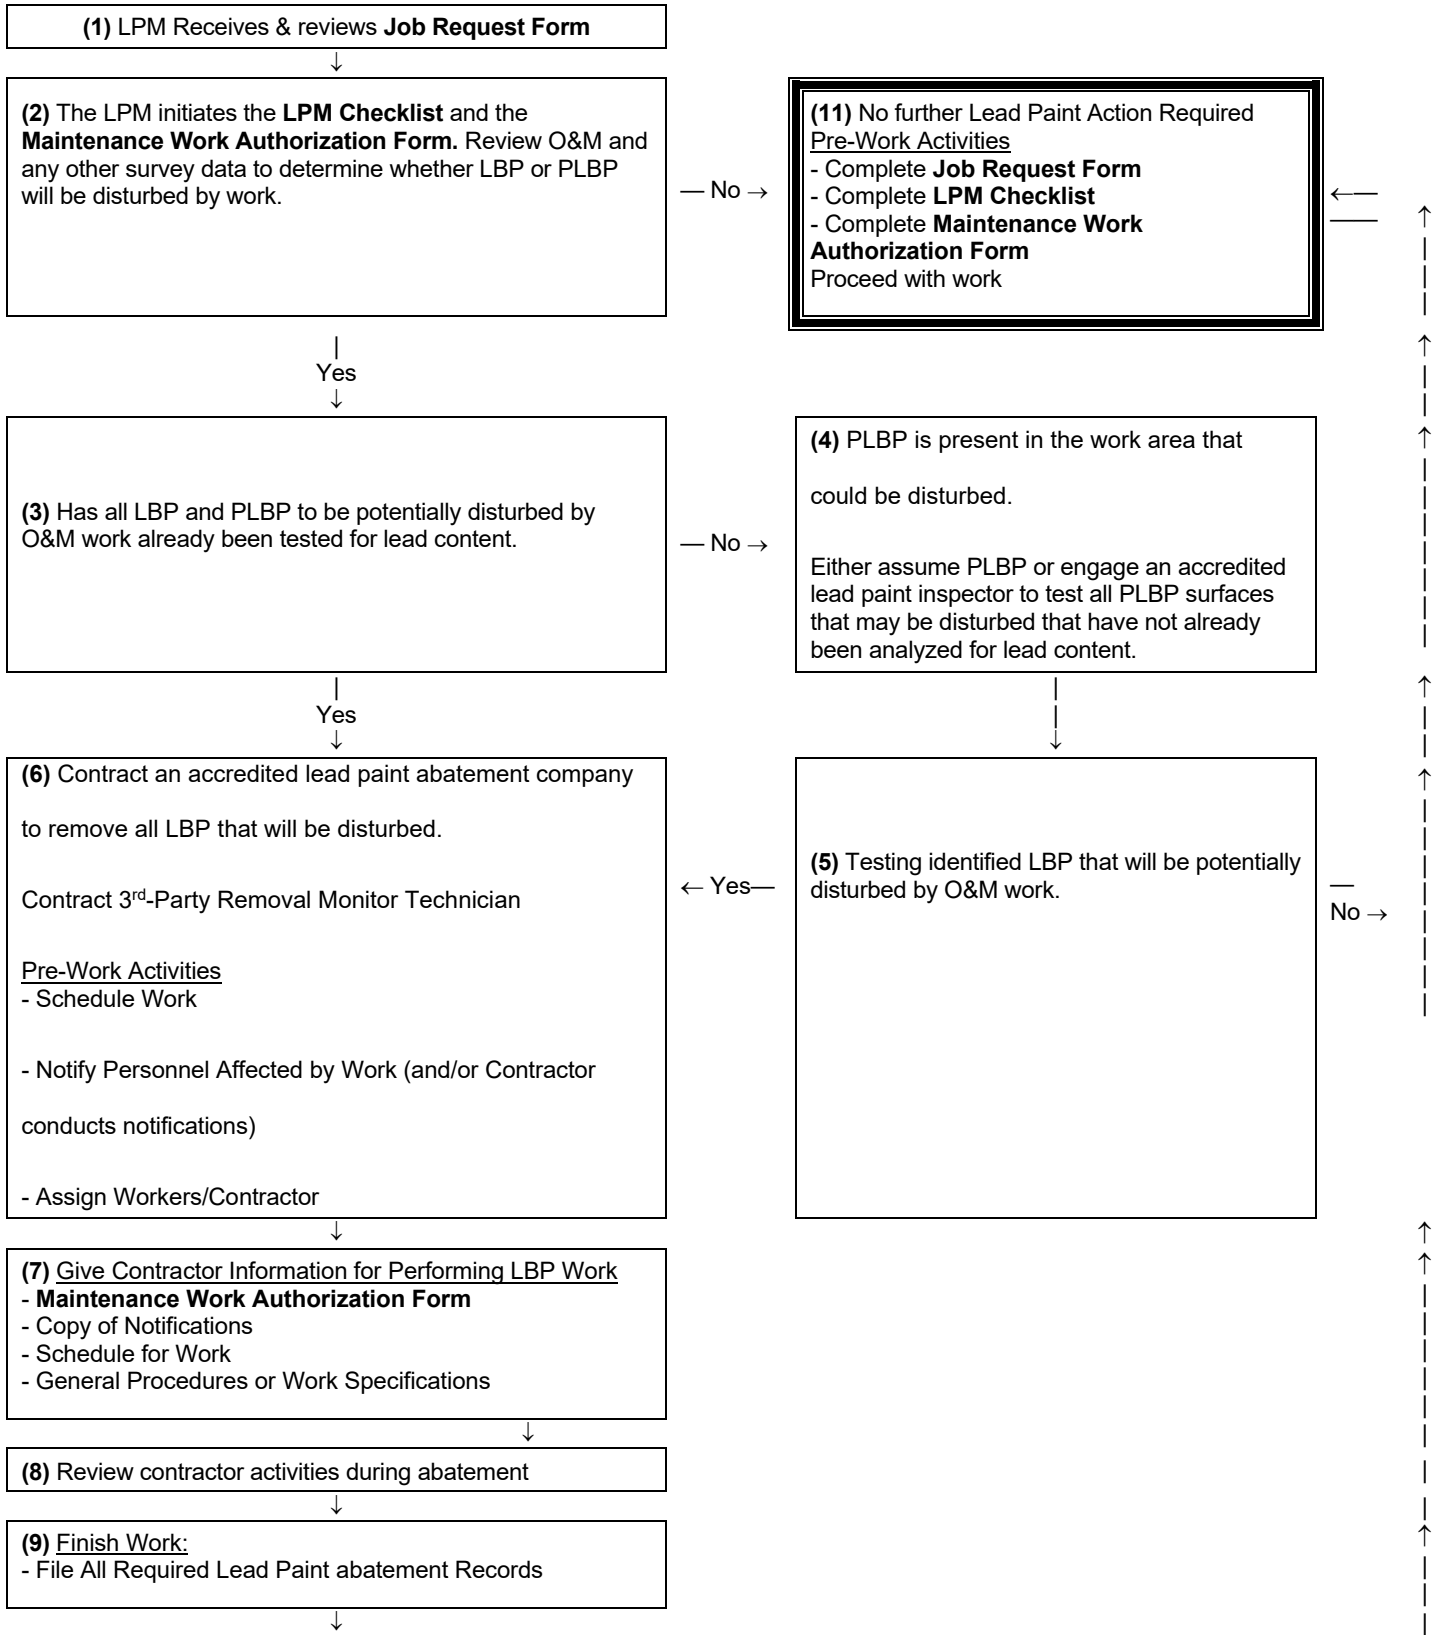 (1) LPM Receives & reviews Job Request Form
↓
(2) The LPM initiates the LPM Checklist and the
Maintenance Work Authorization Form. Review O&M and
any other survey data to determine whether LBP or PLBP
will be disturbed by work.
— No →
(11) No further Lead Paint Action Required
Pre-Work Activities
- Complete Job Request Form
- Complete LPM Checklist
- Complete Maintenance Work
Authorization Form
Proceed with work
←—
——
|
Yes
↓
(3) Has all LBP and PLBP to be potentially disturbed by
O&M work already been tested for lead content.
— No →
(4) PLBP is present in the work area that
could be disturbed.
Either assume PLBP or engage an accredited
lead paint inspector to test all PLBP surfaces
that may be disturbed that have not already
been analyzed for lead content.
|
Yes
↓
(6) Contract an accredited lead paint abatement company
to remove all LBP that will be disturbed.
Contract 3rd-Party Removal Monitor Technician
Pre-Work Activities
- Schedule Work
- Notify Personnel Affected by Work (and/or Contractor
conducts notifications)
- Assign Workers/Contractor
← Yes—
(5) Testing identified LBP that will be potentially
disturbed by O&M work.
—
No →
↓
(7) Give Contractor Information for Performing LBP Work
- Maintenance Work Authorization Form
- Copy of Notifications
- Schedule for Work
- General Procedures or Work Specifications
↓
(8) Review contractor activities during abatement
↓
(9) Finish Work:
- File All Required Lead Paint abatement Records
↓